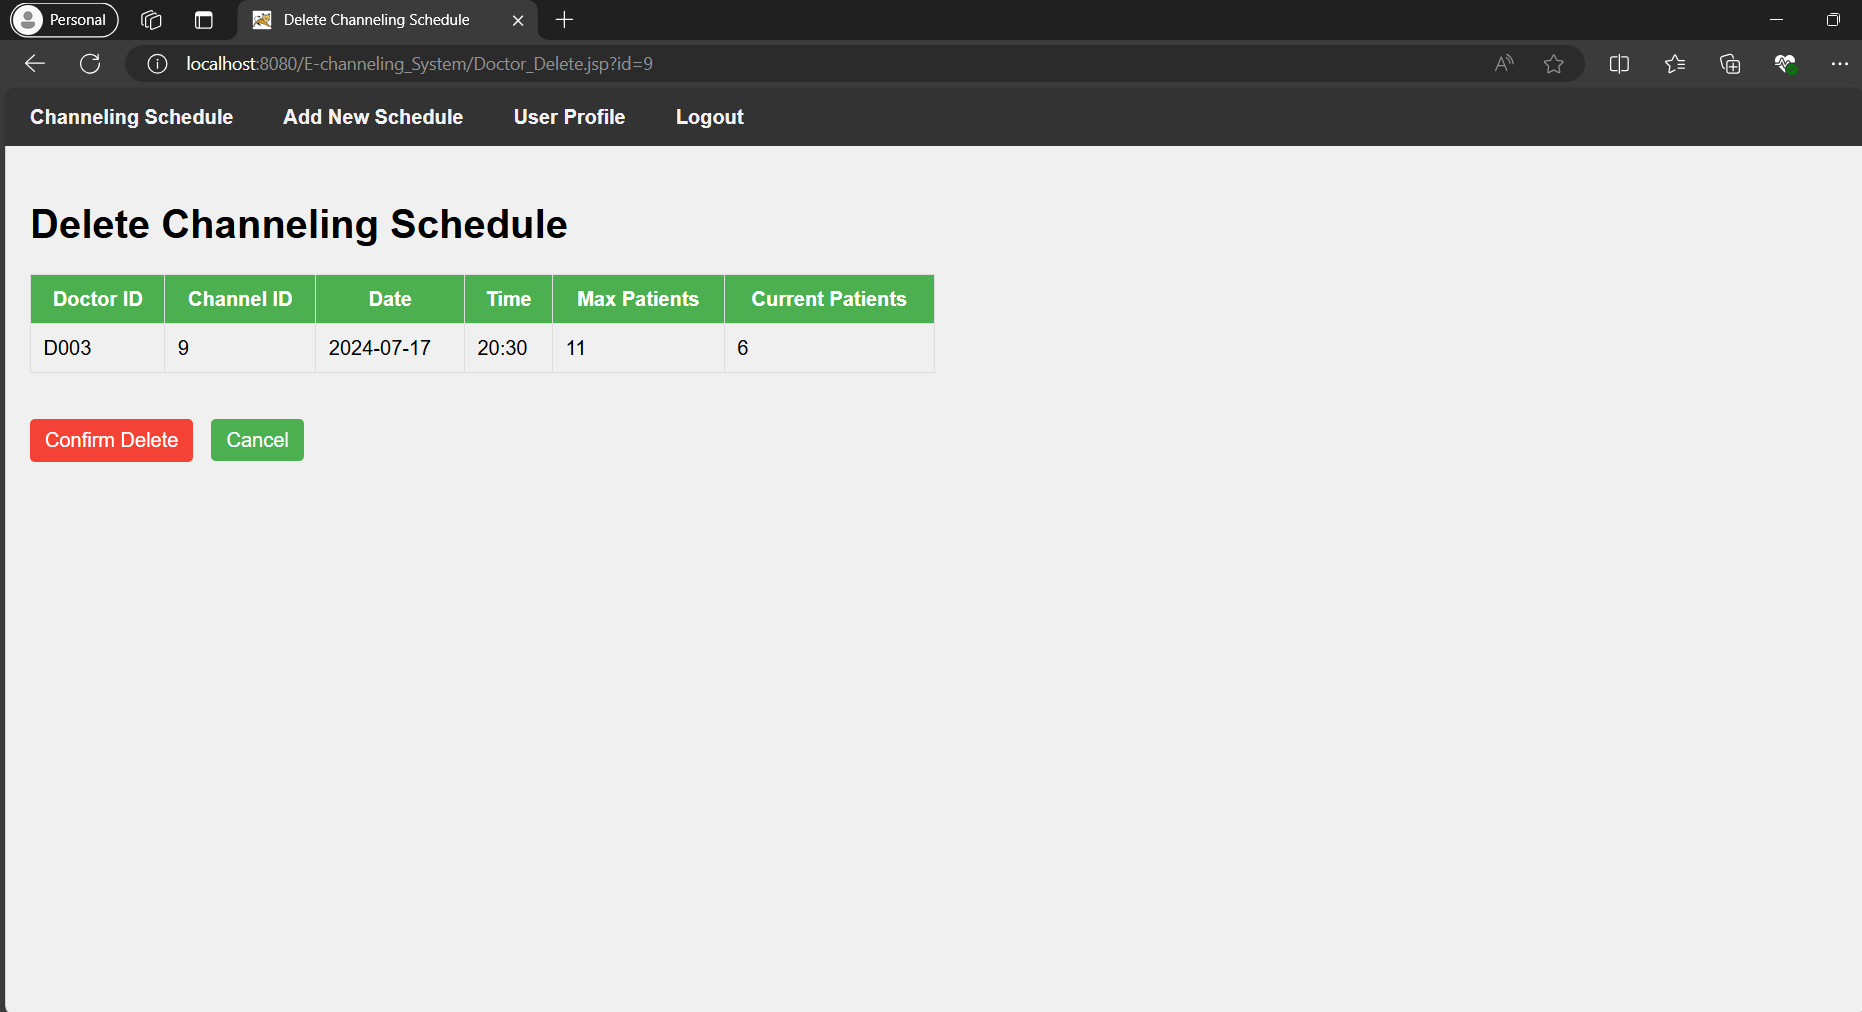 Personal
Delete Channeling Schedule
localhost:8080/E-channeling_System/Doctor_Delete.jsp?id=9
Channeling Schedule Add New Schedule User Profile Logout
Delete Channeling Schedule
Doctor ID Channel ID Date Time Max Patients Current Patients
D003 9 2024-07-17 20:30 11 6
Confirm Delete Cancel